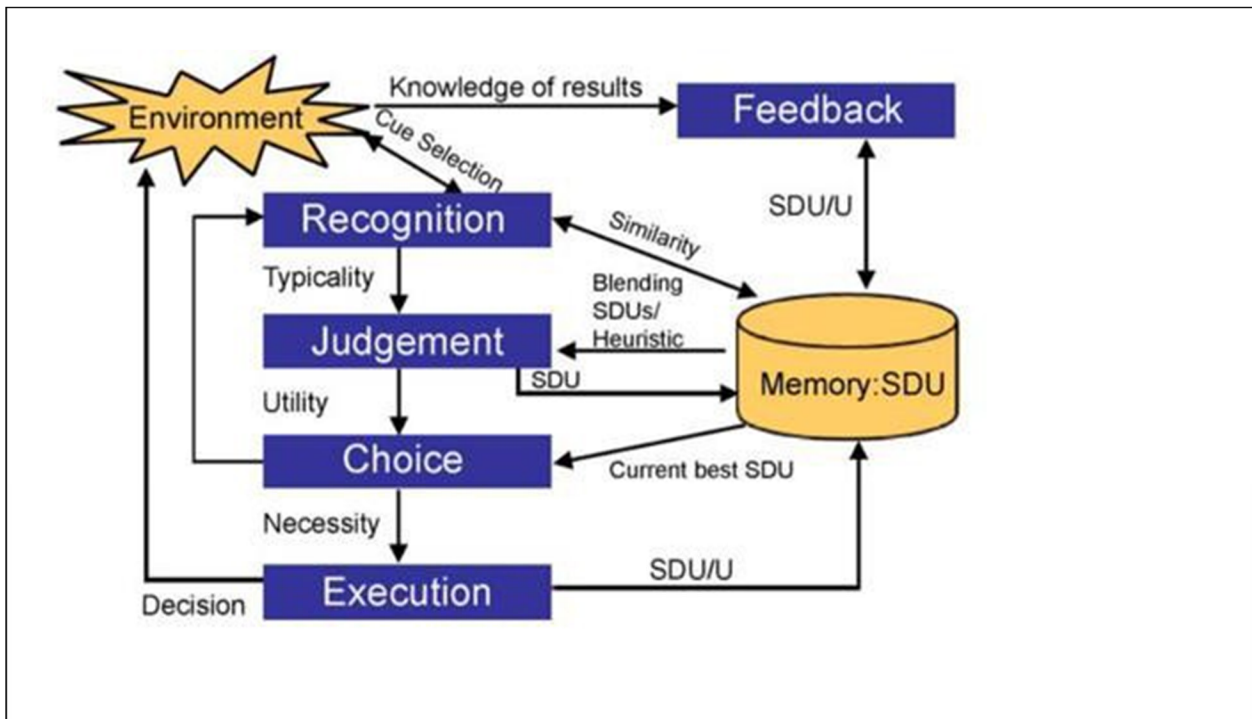 Environment
Knowledge of results
Feedback
Cue Selection
Recognition
Similarity
SDU/U
Typicality
Blending
SDUs/
Heuristic
Judgement
SDU
Memory:SDU
Utility
Choice
Current best SDU
Necessity
Execution
SDU/U
Decision